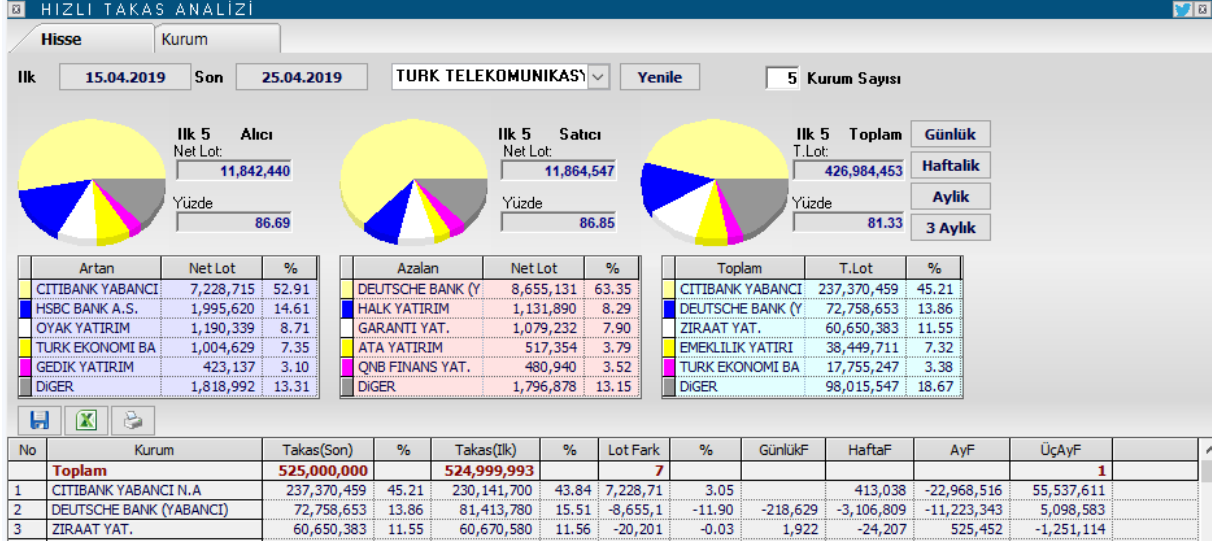 HIZLI TAKAS ANALİZİ
Hisse Kurum
Ilk 15.04.2019 Son 25.04.2019 TURK TELEKOMUNIKASY Yenile 5 Kurum Sayısı
Ilk 5 Alıcı
Net Lot:
11,842,440
Yüzde
86.69
Ilk 5 Satıcı
Net Lot:
11,864,547
Yüzde
86.85
Ilk 5 Toplam
T.Lot:
426,984,453
Yüzde
81.33
Günlük
Haftalik
Aylik
3 Aylık
Artan Net Lot %
CITIBANK YABANCI 7,228,715 52.91
HSBC BANK A.S. 1,995,620 14.61
OYAK YATIRIM 1,190,339 8.71
TURK EKONOMI BA 1,004,629 7.35
GEDIK YATIRIM 423,137 3.10
DiGER 1,818,992 13.31
Azalan Net Lot %
DEUTSCHE BANK (Y 8,655,131 63.35
HALK YATIRIM 1,131,890 8.29
GARANTI YAT. 1,079,232 7.90
ATA YATIRIM 517,354 3.79
QNB FINANS YAT. 480,940 3.52
DiGER 1,796,878 13.15
Toplam T.Lot %
CITIBANK YABANCI 237,370,459 45.21
DEUTSCHE BANK (Y 72,758,653 13.86
ZIRAAT YAT. 60,650,383 11.55
EMEKLILIK YATIRI 38,449,711 7.32
TURK EKONOMI BA 17,755,247 3.38
DiGER 98,015,547 18.67
No Kurum Takas(Son) % Takas(Ilk) % Lot Fark % GünlükF HaftaF AyF ÜçAyF
Toplam 525,000,000 524,999,993 7 1
1 CITIBANK YABANCI N.A 237,370,459 45.21 230,141,700 43.84 7,228,71 3.05 413,038 -22,968,516 55,537,611
2 DEUTSCHE BANK (YABANCI) 72,758,653 13.86 81,413,780 15.51 -8,655,1 -11.90 -218,629 -3,106,809 -11,223,343 5,098,583
3 ZIRAAT YAT. 60,650,383 11.55 60,670,580 11.56 -20,201 -0.03 1,922 -24,207 525,452 -1,251,114